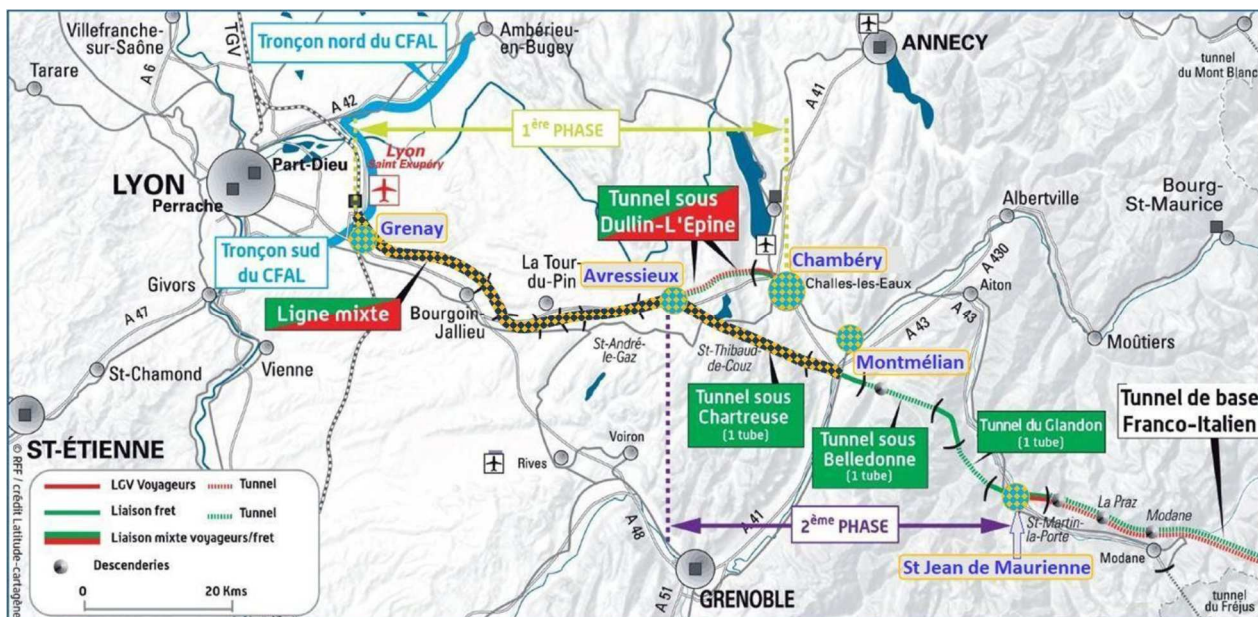 Villefranche-
sur-Saône
TGV
Tronçon nord du CFAL
Ambérieu-
en-Bugey
ANNECY
tunnel
du Mont Blanc
Tarare
A 6
A 42
A 41
1ère PHASE
Lyon
Saint Exupéry
Part-Dieu
LYON
Perrache
Tunnel sous
Dullin-L'Epine
Albertville
Bourg-
St-Maurice
Grenay
Tronçon sud
du CFAL
La Tour-
du-Pin
Avressieux
Chambéry
Challes-les-Eaux
A 430
Aiton
Givors
Ligne mixte
Bourgoin-
Jallieu
A 43
A 43
A 47
St-André-
le-Gaz
St-Thibaud-
de-Couz
Montmélian
Moûtiers
St-Chamond
Vienne
Tunnel sous
Chartreuse
(1 tube)
Tunnel sous
Belledonne
(1 tube)
Tunnel du Glandon
(1 tube)
Tunnel de base
Franco-Italien
ST-ÉTIENNE
Voiron
Rives
© RFF / crédit Latitude-cartagène
LGV Voyageurs
Tunnel
Liaison fret
Tunnel
Liaison mixte voyageurs/fret
Descenderies
0
20 Kms
A 48
A 41
2ème PHASE
St-Martin-
la-Porte
La Praz
Modane
Modane
St Jean de Maurienne
A 51
GRENOBLE
tunnel
du Fréjus